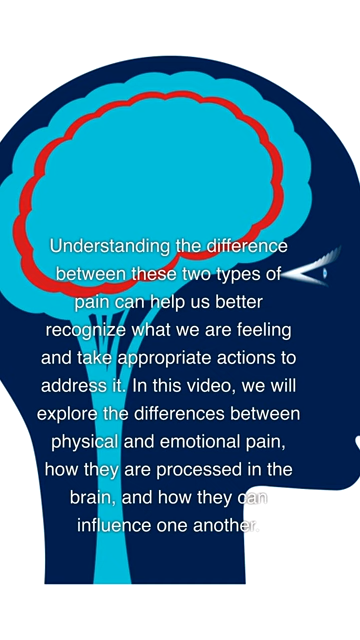 Understanding the difference
between these two types of
pain can help us better
recognize what we are feeling
and take appropriate actions to
address it. In this video, we will
explore the differences between
physical and emotional pain,
how they are processed in the
brain, and how they can
influence one another.